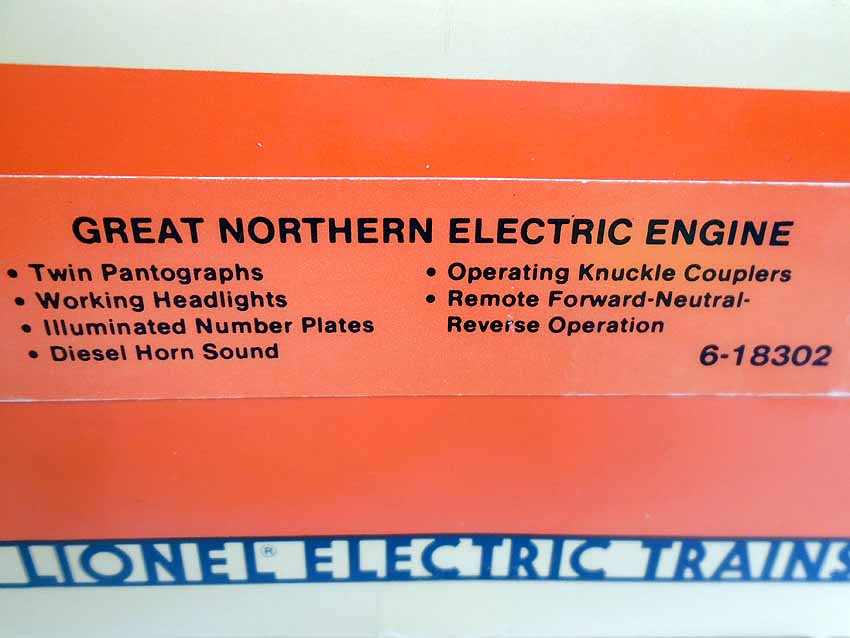 GREAT NORTHERN ELECTRIC ENGINE
• Twin Pantographs
• Working Headlights
• Illuminated Number Plates
• Diesel Horn Sound
• Operating Knuckle Couplers
• Remote Forward-Neutral-
Reverse Operation
6-18302
LIONEL® ELECTRIC TRAINS